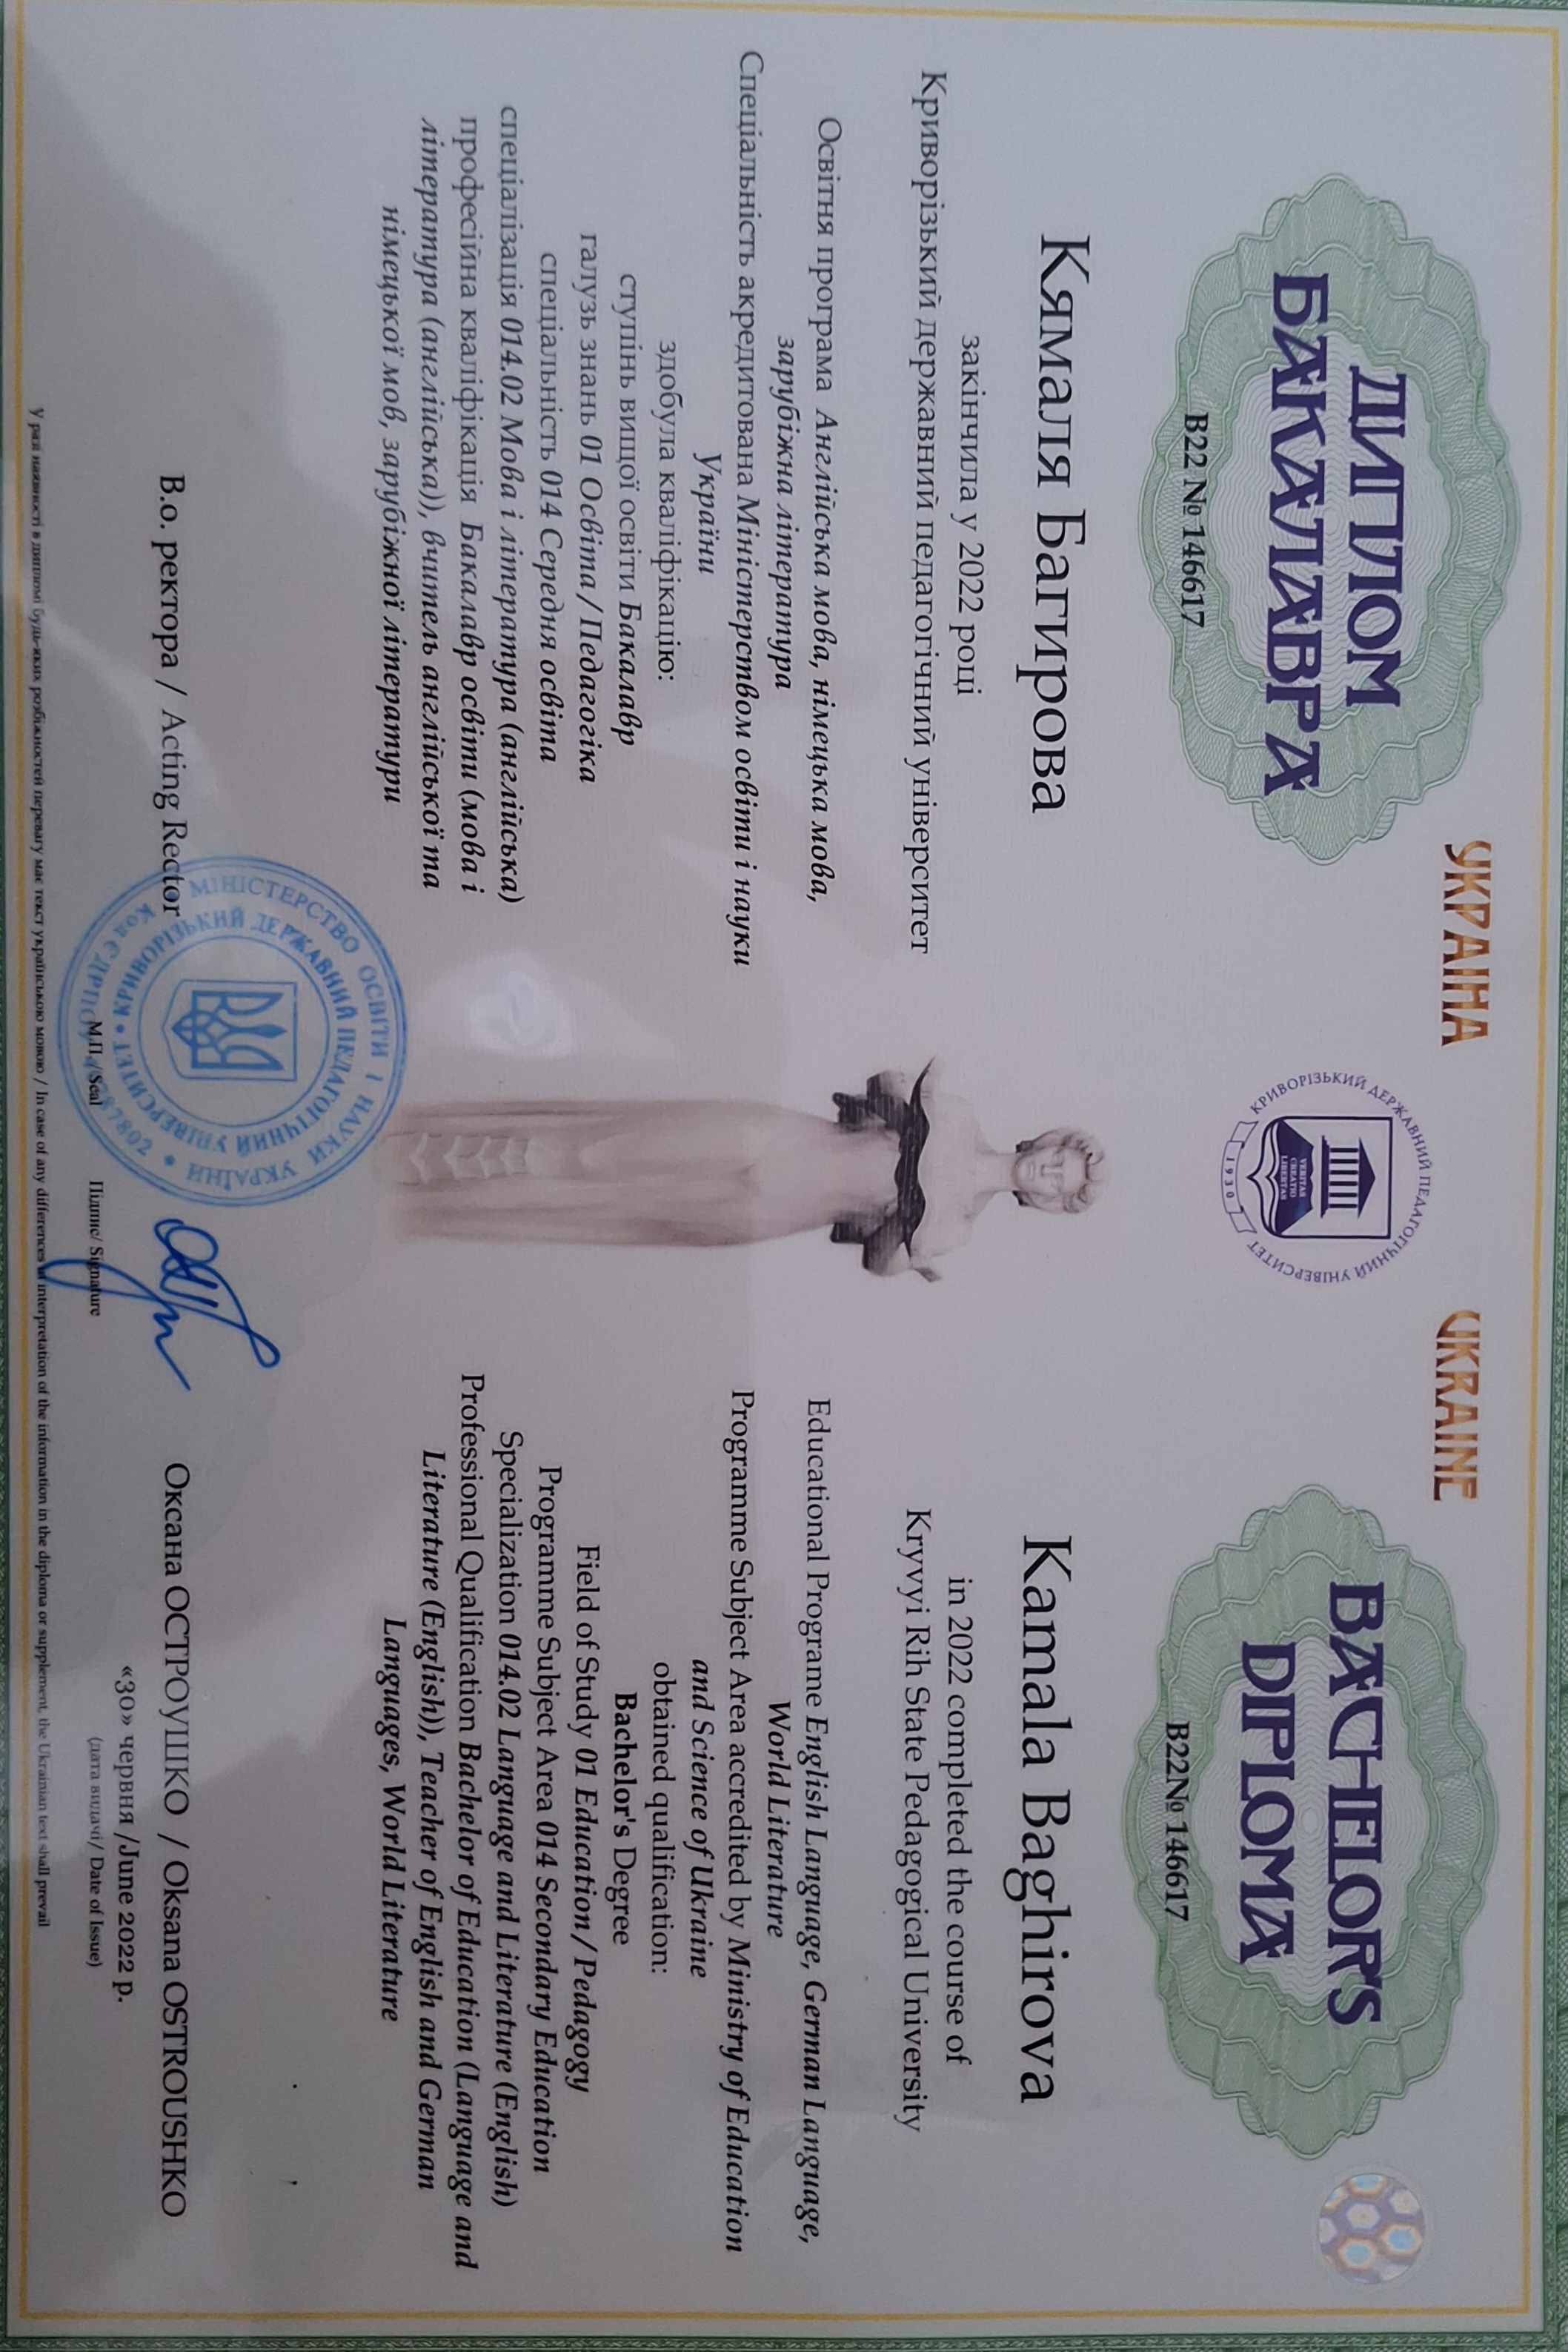 УКРАЇНА
UKRAINE
ДИПЛОМ
БАКАЛАВРА
B22 № 146617
Кямаля Багирова
закінчила у 2022 році
Криворізький державний педагогічний університет
Освітня програма Англійська мова, німецька мова,
зарубіжна література
Спеціальність акредитована Міністерством освіти і науки
України
здобула кваліфікацію:
ступінь вищої освіти Бакалавр
галузь знань 01 Освіта / Педагогіка
спеціальність 014 Середня освіта
спеціалізація 014.02 Мова і література (англійська)
професійна кваліфікація Бакалавр освіти (мова і
література (англійська)), вчитель англійської та
німецької мов, зарубіжної літератури
КРИВОРІЗЬКИЙ ДЕРЖАВНИЙ ПЕДАГОГІЧНИЙ УНІВЕРСИТЕТ
VERITAS
CREATIO
LIBERTAS
1930
BACHELOR'S
DIPLOMA
B22№ 146617
Kamala Baghirova
in 2022 completed the course of
Kryvyi Rih State Pedagogical University
Educational Programe English Language, German Language,
World Literature
Programme Subject Area accredited by Ministry of Education
and Science of Ukraine
obtained qualification:
Bachelor's Degree
Field of Study 01 Education / Pedagogy
Programme Subject Area 014 Secondary Education
Specialization 014.02 Language and Literature (English)
Professional Qualification Bachelor of Education (Language and
Literature (English)), Teacher of English and German
Languages, World Literature
В.о. ректора / Acting Rector
МІНІСТЕРСТВО ОСВІТИ І НАУКИ УКРАЇНИ
КРИВОРІЗЬКИЙ ДЕРЖАВНИЙ ПЕДАГОГІЧНИЙ УНІВЕРСИТЕТ
Код ЄДРПОУ
М.П./Seal
Підпис/ Signature
Оксана ОСТРОУШКО / Oksana OSTROUSHKO
«30» червня /June 2022 р.
(дата видачі/ Date of Issue)
У разі наявності в дипломі будь-яких розбіжностей перевагу має текст українською мовою / In case of any differences in interpretation of the information in the diploma or supplement, the Ukrainian text shall prevail